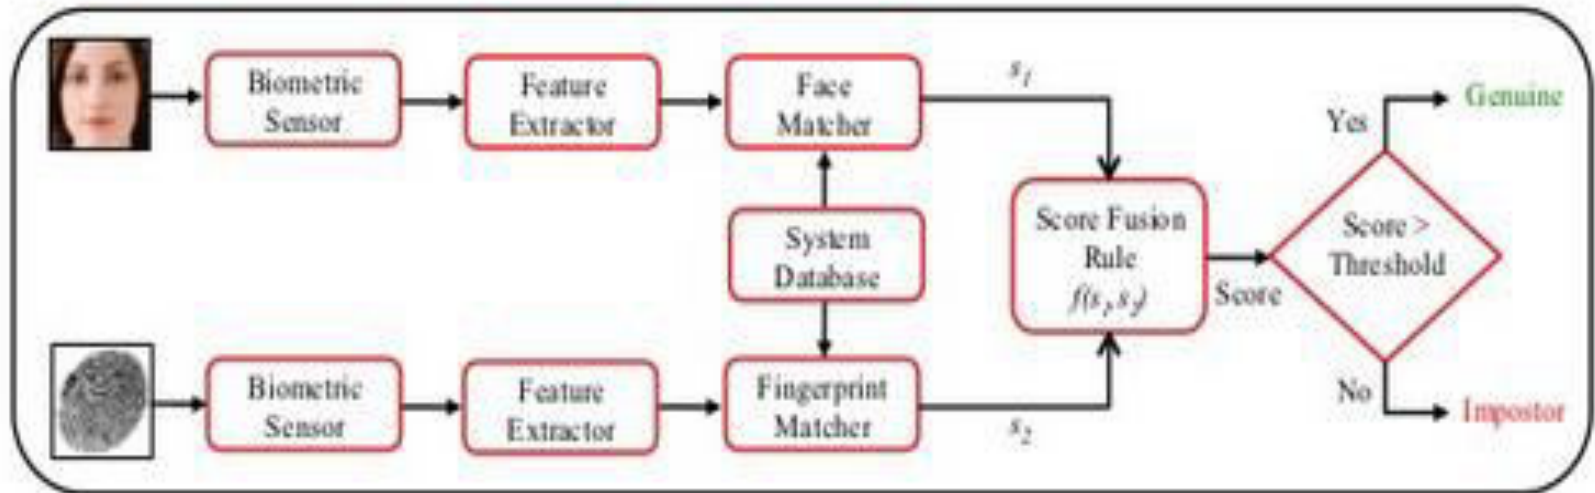 Biometric
Sensor
Feature
Extractor
Face
Matcher
s1
Yes
Genuine
System
Database
Score Fusion
Rule
f(s1, s2)
Score
Score >
Threshold
Biometric
Sensor
Feature
Extractor
Fingerprint
Matcher
s2
No
Impostor